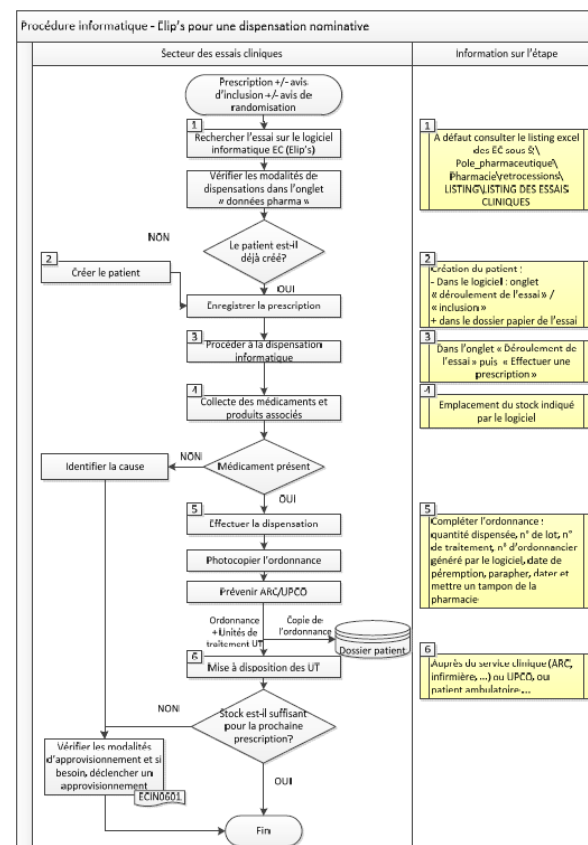 Procédure informatique - Elip's pour une dispensation nominative
Secteur des essais cliniques
Information sur l'étape
Prescription +/- avis
d'inclusion +/- avis de
randomisation
1
Rechercher l'essai sur le logiciel
informatique EC (Elip's)
1
A défaut consulter le listing excel
des EC sous S:\
Pole_pharmaceutique\
Pharmacie\retrocessions\
LISTING\LISTING DES ESSAIS
CLINIQUES
Vérifier les modalités de
dispensations dans l'onglet
« données pharma »
NON
Le patient est-il
déjà créé?
2
Créer le patient
OUI
Enregistrer la prescription
2
Création du patient :
- Dans le logiciel : onglet
« déroulement de l'essai » /
« inclusion »
+ dans le dossier papier de l'essai
3
Procéder à la dispensation
informatique
3
Dans l'onglet « Déroulement de
l'essai » puis « Effectuer une
prescription »
4
Collecte des médicaments et
produits associés
4
Emplacement du stock indiqué
par le logiciel
Identifier la cause
NON
Médicament présent
OUI
5
Effectuer la dispensation
5
Compléter l'ordonnance :
quantité dispensée, n° de lot, n°
de traitement, n° d'ordonnancier
généré par le logiciel, date de
péremption, parapher, dater et
mettre un tampon de la
pharmacie
Photocopier l'ordonnance
Prévenir ARC/UPCO
Ordonnance
+Unités de
traitement UT
Copie de
l'ordonnance
Dossier patient
6
Mise à disposition des UT
6
Auprès du service clinique (ARC,
infirmière, ...) ou UPCO, ou
patient ambulatoire....
NON
Stock est-il suffisant
pour la prochaine
prescription?
Vérifier les modalités
d'approvisionnement et si
besoin, déclencher un
approvisionnement
ECIN0601
OUI
Fin